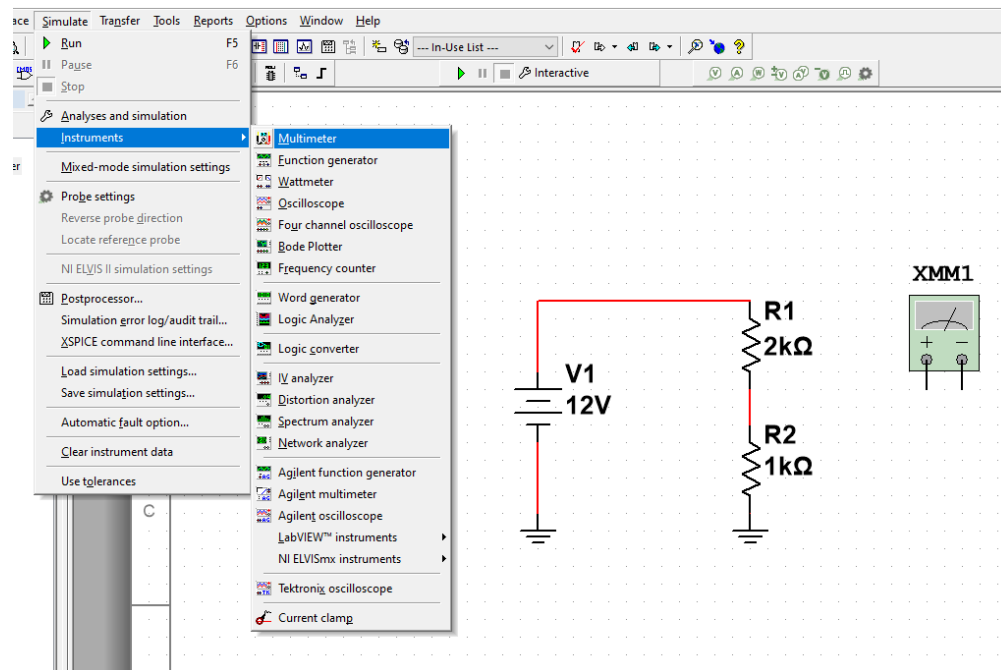 ace Simulate Transfer Tools Reports Options Window Help
Run F5
Pause F6
Stop
Analyses and simulation
Instruments
Mixed-mode simulation settings
Probe settings
Reverse probe direction
Locate reference probe
NI ELVIS II simulation settings
Postprocessor...
Simulation error log/audit trail...
XSPICE command line interface...
Load simulation settings...
Save simulation settings...
Automatic fault option...
Clear instrument data
Use tolerances
--- In-Use List ---
Interactive
er
Multimeter
Function generator
Wattmeter
Oscilloscope
Four channel oscilloscope
Bode Plotter
Frequency counter
Word generator
Logic Analyzer
Logic converter
IV analyzer
Distortion analyzer
Spectrum analyzer
Network analyzer
Agilent function generator
Agilent multimeter
Agilent oscilloscope
LabVIEW™ instruments
NI ELVISmx instruments
Tektronix oscilloscope
Current clamp
C
V1
12V
R1
2kΩ
R2
1kΩ
XMM1
+ −